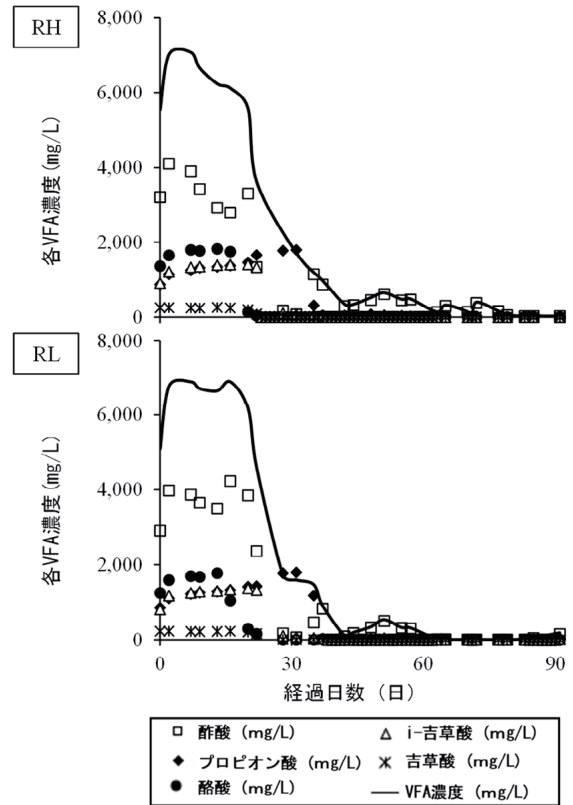 RH
各VFA濃度(mg/L)
8,000
6,000
4,000
2,000
0
RL
各VFA濃度(mg/L)
8,000
6,000
4,000
2,000
0
0 30 60 90
経過日数（日）
酢酸 (mg/L)
i-吉草酸 (mg/L)
プロピオン酸 (mg/L)
吉草酸 (mg/L)
酪酸 (mg/L)
VFA濃度 (mg/L)